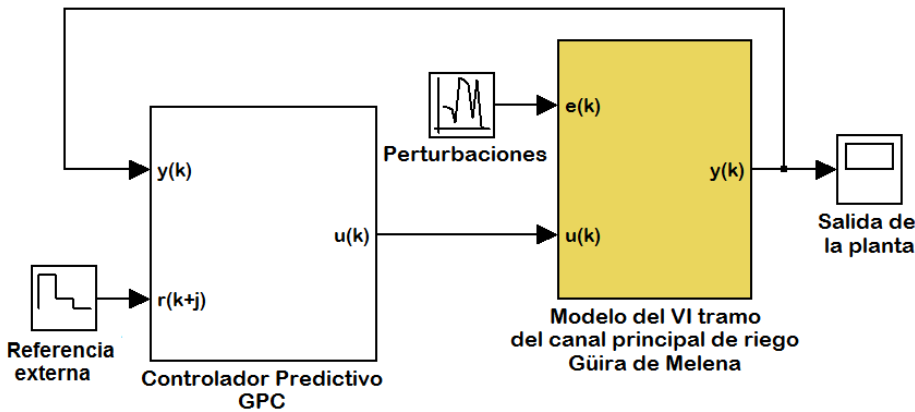 e(k)
Perturbaciones
y(k)
y(k)
u(k)
u(k)
Salida de
la planta
r(k+j)
Referencia
externa
Controlador Predictivo
GPC
Modelo del VI tramo
del canal principal de riego
Güira de Melena